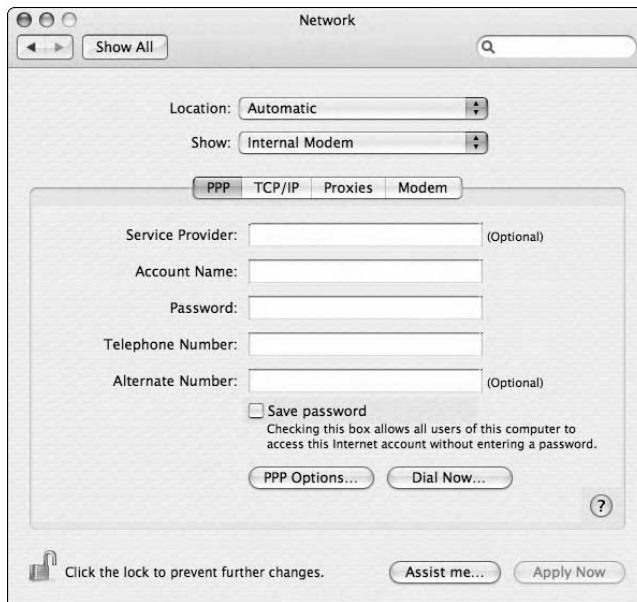 Network
Show All
Location: Automatic
Show: Internal Modem
PPP TCP/IP Proxies Modem
Service Provider: (Optional)
Account Name:
Password:
Telephone Number:
Alternate Number: (Optional)
Save password
Checking this box allows all users of this computer to
access this Internet account without entering a password.
PPP Options... Dial Now...
?
Click the lock to prevent further changes. Assist me... Apply Now